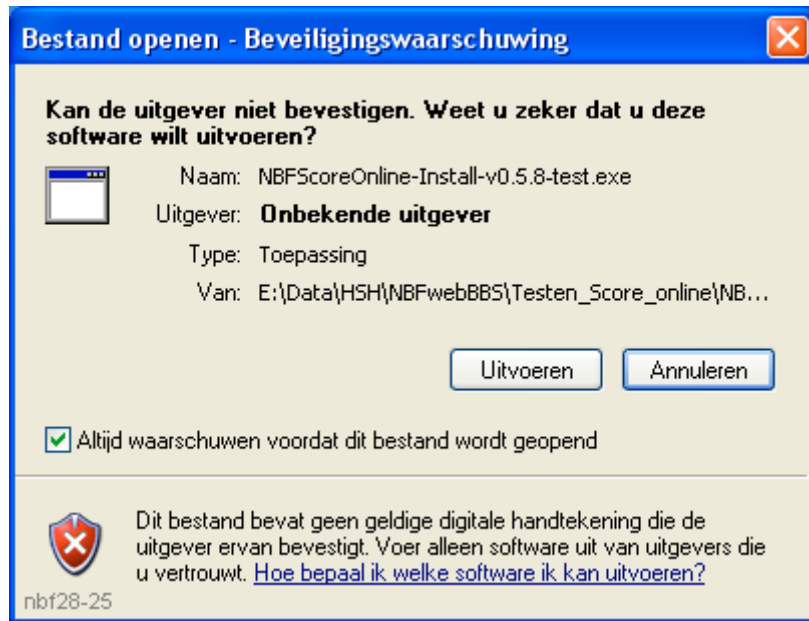 Bestand openen - Beveiligingswaarschuwing
Kan de uitgever niet bevestigen. Weet u zeker dat u deze
software wilt uitvoeren?
Naam: NBFScoreOnline-Install-v0.5.8-test.exe
Uitgever: Onbekende uitgever
Type: Toepassing
Van: E:\Data\HSH\NBFwebBBS\Testen_Score_online\NB...
Uitvoeren Annuleren
Altijd waarschuwen voordat dit bestand wordt geopend
Dit bestand bevat geen geldige digitale handtekening die de
uitgever ervan bevestigt. Voer alleen software uit van uitgevers die
u vertrouwt. Hoe bepaal ik welke software ik kan uitvoeren?
nbf28-25